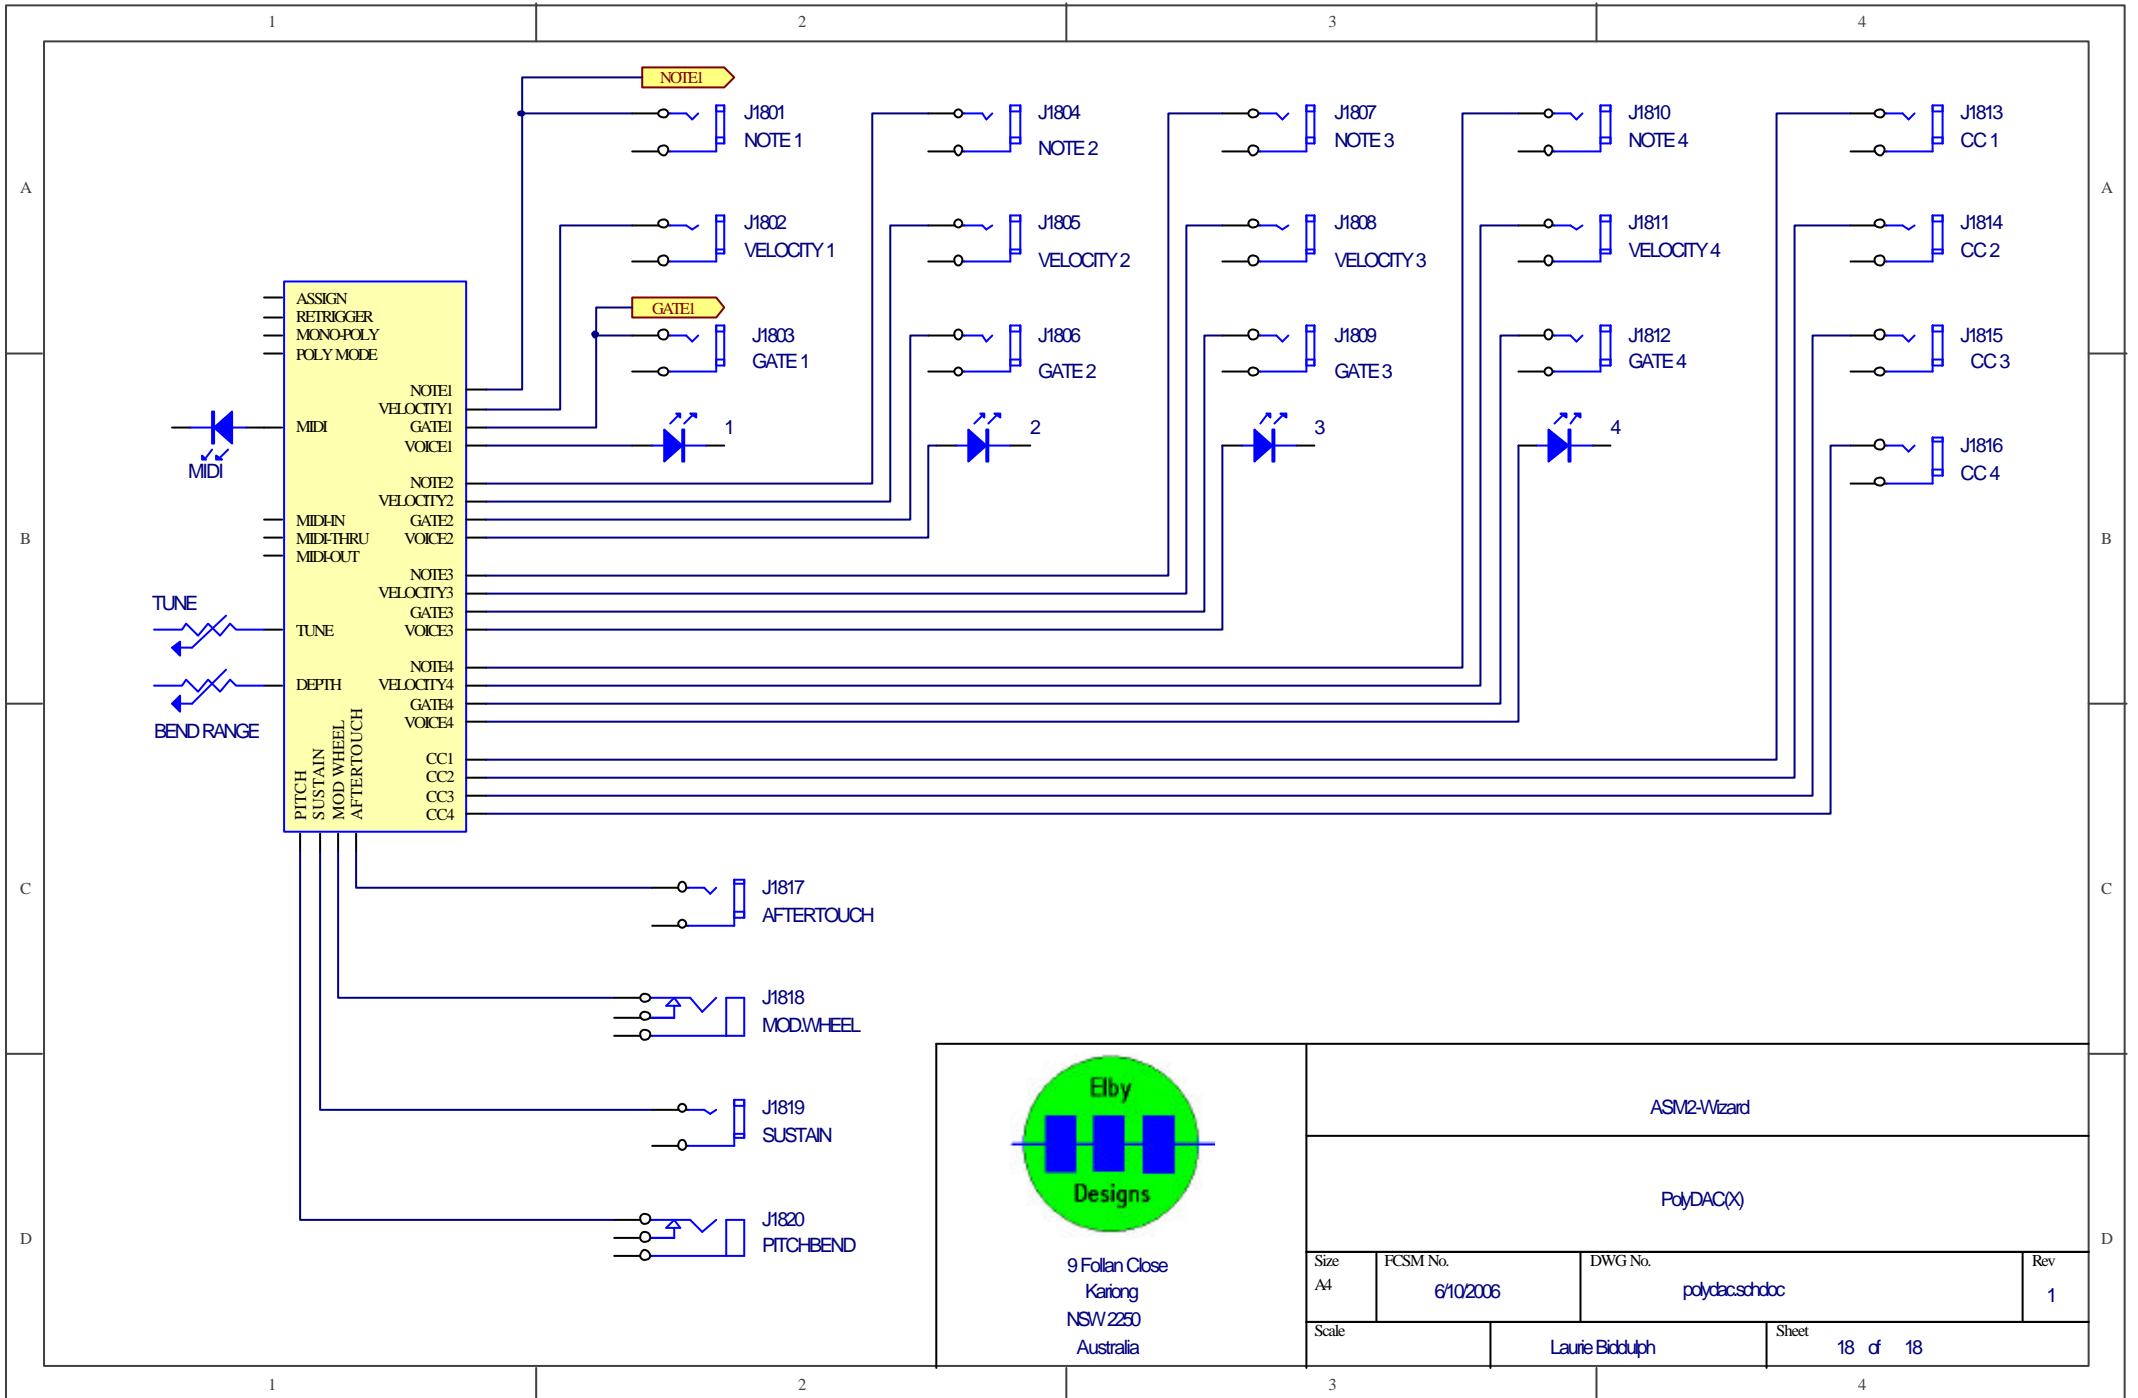 1 2 3 4
NOTE1
J1801
NOTE 1
J1804
NOTE 2
J1807
NOTE 3
J1810
NOTE 4
J1813
CC 1
A A
J1802
VELOCITY 1
J1805
VELOCITY 2
J1808
VELOCITY 3
J1811
VELOCITY 4
J1814
CC 2
GATE1
J1803
GATE 1
J1806
GATE 2
J1809
GATE 3
J1812
GATE 4
J1815
CC 3
1
2
3
4
J1816
CC 4
ASSIGN
RETRIGGER
MONO-POLY
POLY MODE
NOTE1
VELOCITY1
MIDI
GATE1
VOICE1
MIDI
NOTE2
VELOCITY2
MIDI-IN
GATE2
MIDI-THRU
VOICE2
MIDI-OUT
B B
NOTE3
VELOCITY3
GATE3
TUNE
TUNE
VOICE3
NOTE4
DEPTH
VELOCITY4
GATE4
VOICE4
BEND RANGE
CC1
CC2
CC3
CC4
PITCH
SUSTAIN
MOD WHEEL
AFTERTOUCH
C C
J1817
AFTERTOUCH
J1818
MOD.WHEEL
J1819
SUSTAIN
J1820
PITCHBEND
D D
Elby
Designs
9 Follan Close
Kariong
NSW 2250
Australia
ASM2-Wizard
PolyDAC(X)
Size
A4
FCSM No.
6/10/2006
DWG No.
polydac.schdoc
Rev
1
Scale
Laurie Biddulph
Sheet 18 of 18
1 2 3 4